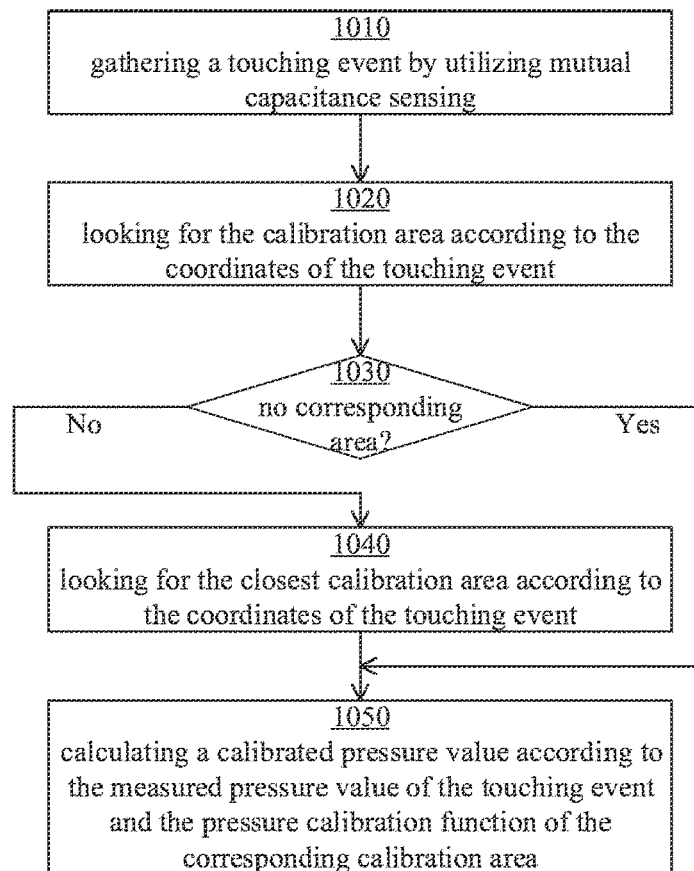 1010
gathering a touching event by utilizing mutual
capacitance sensing
1020
looking for the calibration area according to the
coordinates of the touching event
1030
no corresponding
area?
No
Yes
1040
looking for the closest calibration area according to
the coordinates of the touching event
1050
calculating a calibrated pressure value according to
the measured pressure value of the touching event
and the pressure calibration function of the
corresponding calibration area